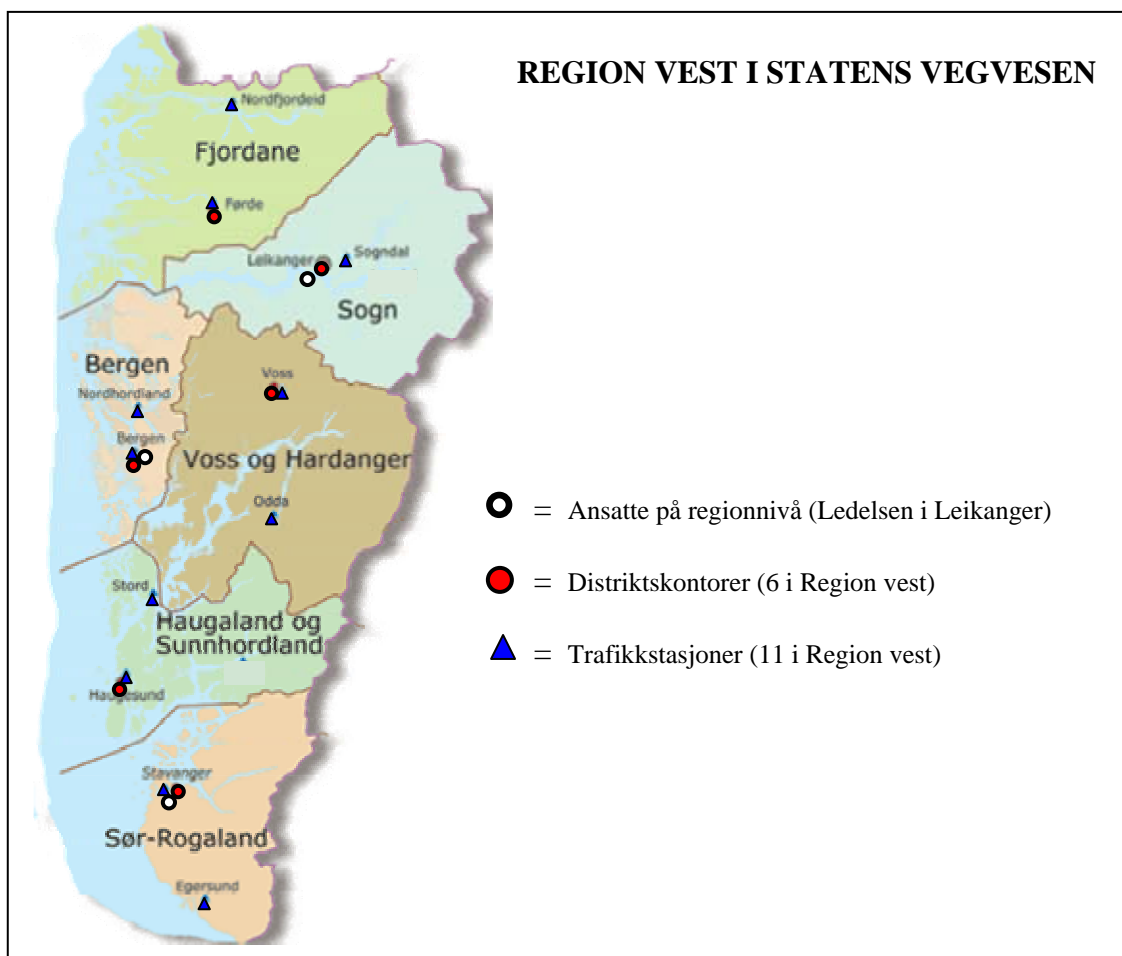 REGION VEST I STATENS VEGVESEN
Nordfjordeid
Fjordane
Førde
Leikanger
Sogndal
Sogn
Bergen
Nordhordland
Bergen
Voss
Voss og Hardanger
Odda
Stord
Haugaland og
Sunnhordland
Haugesund
Stavanger
Sør-Rogaland
Egersund
= Ansatte på regionnivå (Ledelsen i Leikanger)
= Distriktskontorer (6 i Region vest)
= Trafikkstasjoner (11 i Region vest)